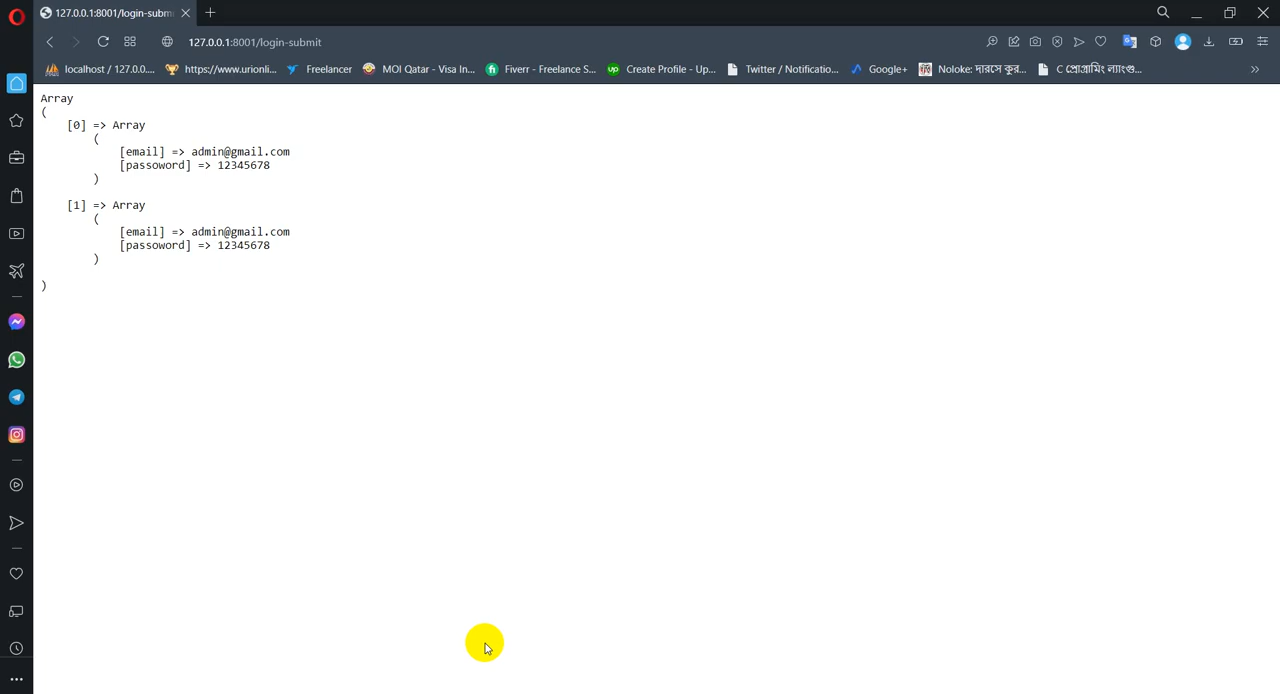 127.0.0.1:8001/login-subm
127.0.0.1:8001/login-submit
localhost / 127.0.0....
https://www.urionli...
Freelancer
MOI Qatar - Visa In...
Fiverr - Freelance S...
Create Profile - Up...
Twitter / Notificatio...
Google+
Noloke: দারসে কুর...
C প্রোগ্রামিং ল্যাংগু...
Array
(
[0] => Array
(
[email] => admin@gmail.com
[passoword] => 12345678
)
[1] => Array
(
[email] => admin@gmail.com
[passoword] => 12345678
)
)